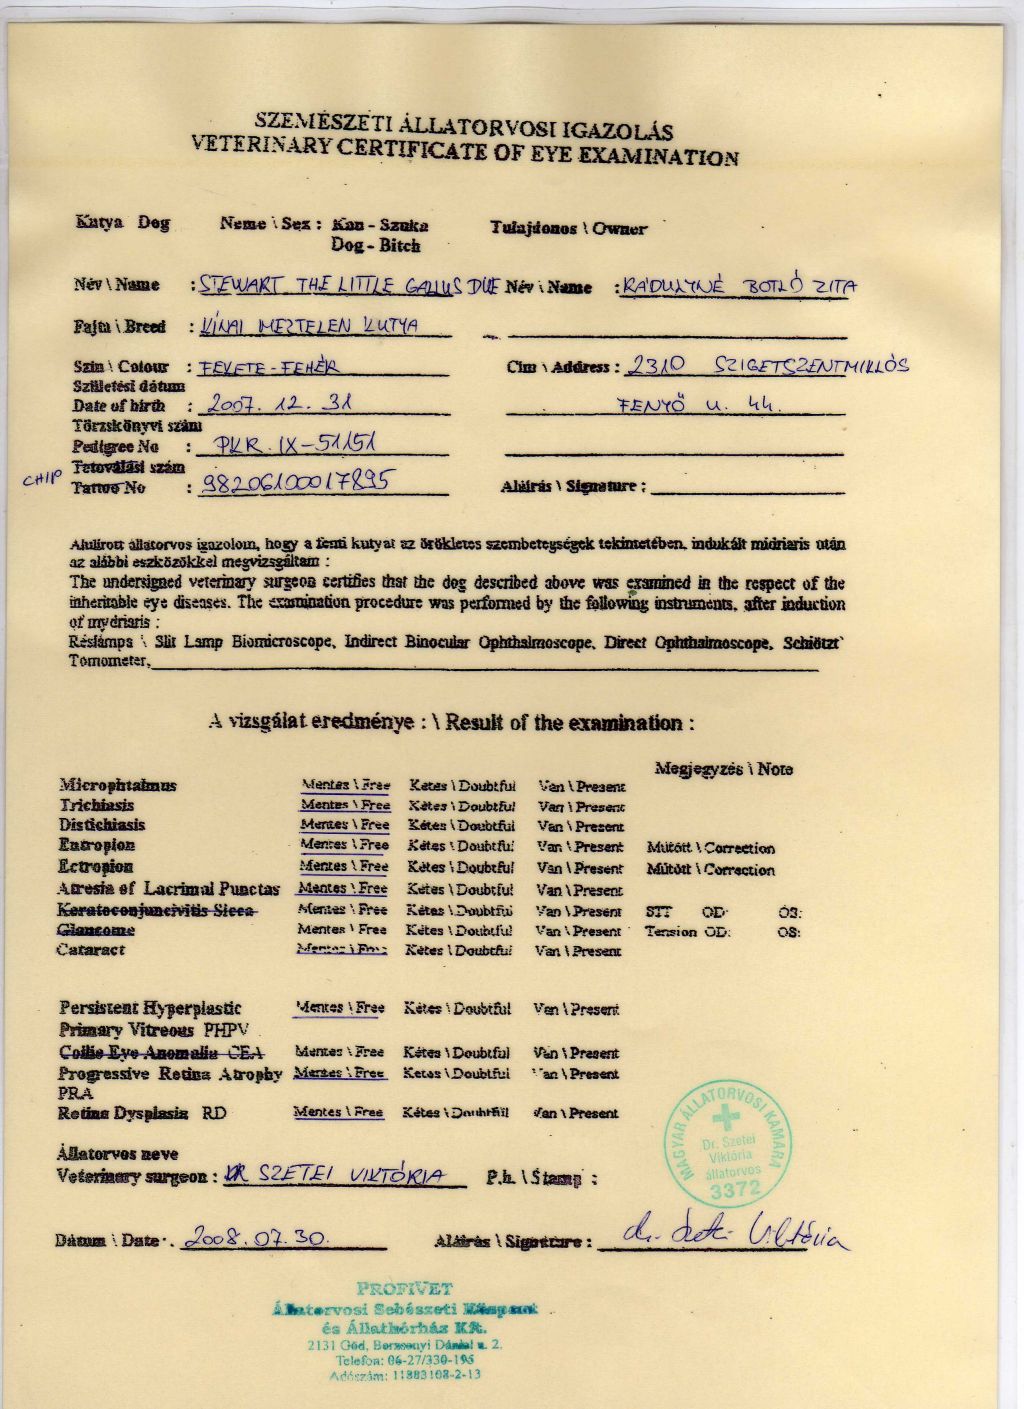 SZEMÉSZETI ÁLLATORVOSI IGAZOLÁS
VETERINARY CERTIFICATE OF EYE EXAMINATION
Kutya Dog Neme \ Sex : Kan - Szuka Tulajdonos \ Owner
Dog - Bitch
Név \ Name : STEWART THE LITTLE GALLUS DUE Név \ Name : RÁDULYNÉ BOTLÓ ZITA
Fajta \ Breed : KÍNAI MEZTELEN KUTYA
Szín \ Colour : FEKETE-FEHÉR Cím \ Address : 2310 SZIGETSZENTMIKLÓS
Születési dátum
Date of birth : 2007. 12. 31 FENYŐ u. 44.
Törzskönyvi szám
Pedigree No : PKR. IX-51151
Tetoválási szám
CHIP Tattoo No : 98206100017895 Aláírás \ Signature :
Alulírott állatorvos igazolom, hogy a fenti kutyát az örökletes szembetegségek tekintetében, indukált midriaris után
az alábbi eszközökkel megvizsgáltam :
The undersigned veterinary surgeon certifies that the dog described above was examined in the respect of the
inheritable eye diseases. The examination procedure was performed by the following instruments, after induction
of mydriaris :
Réslámpa \ Slit Lamp Biomicroscope, Indirect Binocular Ophthalmoscope, Direct Ophthalmoscope, Schiötzt`
Tomometer,
A vizsgálat eredménye : \ Result of the examination :
Megjegyzés \ Note
Microphtalmus Mentes \ Free Kétes \ Doubtful Van \ Present
Trichiasis Mentes \ Free Kétes \ Doubtful Van \ Present
Distichiasis Mentes \ Free Kétes \ Doubtful Van \ Present
Entropion Mentes \ Free Kétes \ Doubtful Van \ Present Műtött \ Correction
Ectropion Mentes \ Free Kétes \ Doubtful Van \ Present Műtött \ Correction
Atresia of Lacrimal Punctas Mentes \ Free Kétes \ Doubtful Van \ Present
Keratoconjuncivitis Sicca Mentes \ Free Kétes \ Doubtful Van \ Present STT OD: OS:
Glaucome Mentes \ Free Kétes \ Doubtful Van \ Present Tension OD: OS:
Cataract Mentes \ Free Kétes \ Doubtful Van \ Present
Persistent Hyperplastic Mentes \ Free Kétes \ Doubtful Van \ Present
Primary Vitreous PHPV
Collie Eye Anomalia CEA Mentes \ Free Kétes \ Doubtful Van \ Present
Progressive Retina Atrophy Mentes \ Free Kétes \ Doubtful Van \ Present
PRA
Retina Dysplasia RD Mentes \ Free Kétes \ Doubtful Van \ Present
MAGYAR ÁLLATORVOSI KAMARA
Dr. Szetei
Viktória
állatorvos
3372
Állatorvos neve
Veterinary surgeon : DR SZETEI VIKTÓRIA P.h. \ Stamp :
Dátum \ Date : 2008. 07. 30. Aláírás \ Signature : dr. Szetei Viktória
PROFIVET
Állatorvosi Sebészeti Központ
és Állatkórház Kft.
2131 Göd, Berzsenyi Dániel u. 2.
Telefon: 06-27/330-195
Adószám: 11883108-2-13